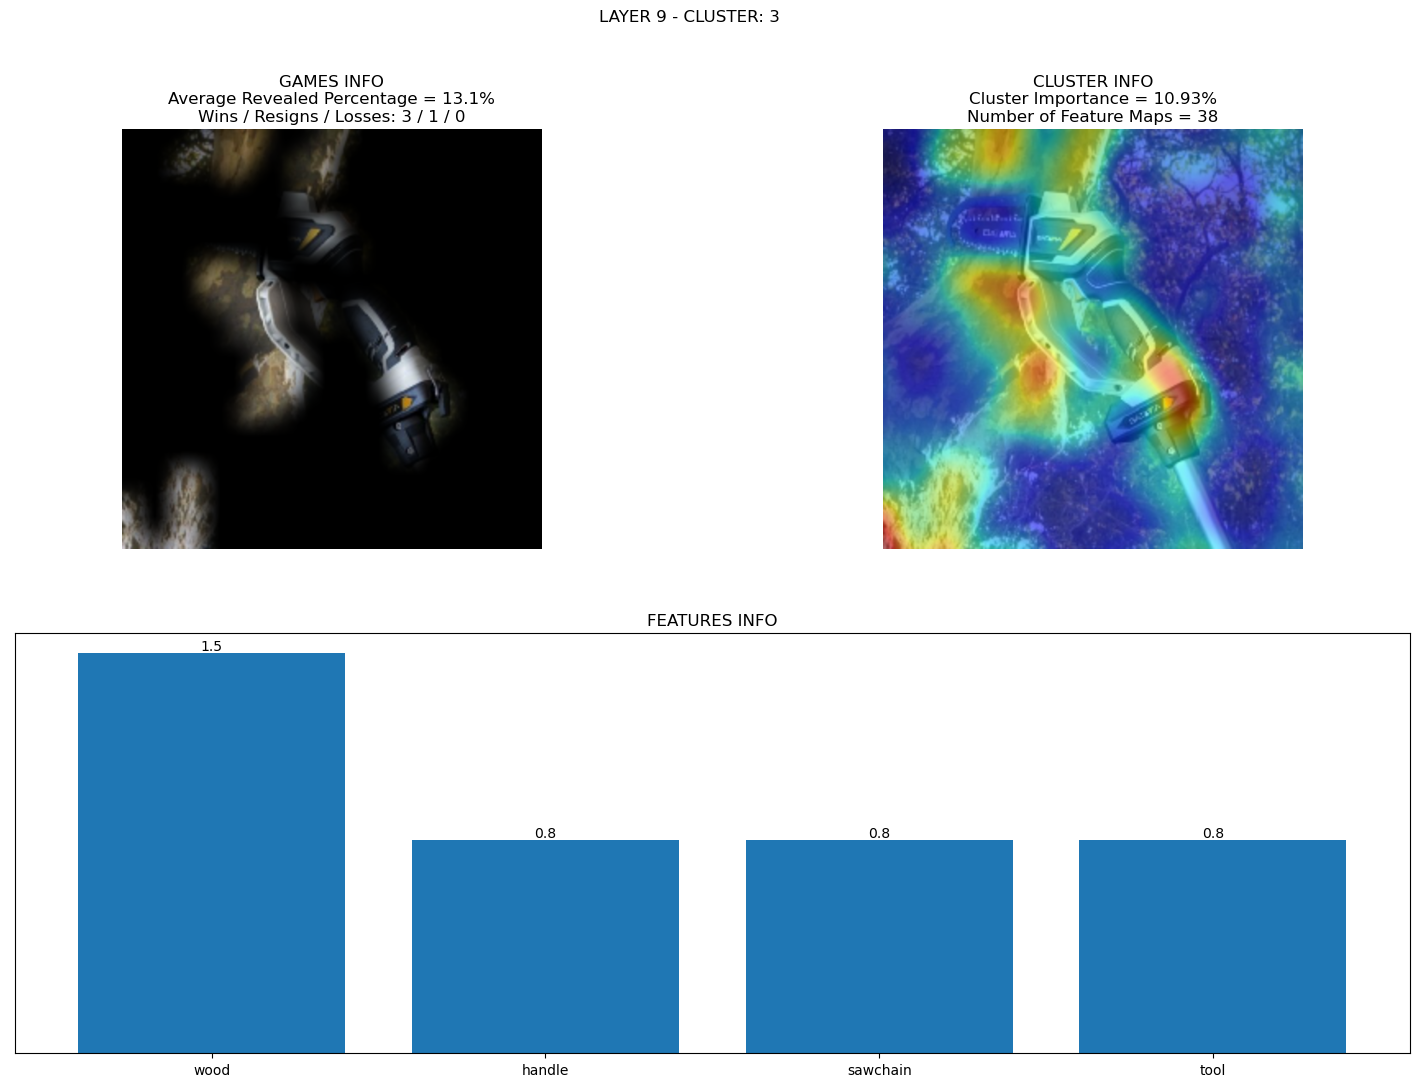 LAYER 9 - CLUSTER: 3
GAMES INFO
Average Revealed Percentage = 13.1%
Wins / Resigns / Losses: 3 / 1 / 0
CLUSTER INFO
Cluster Importance = 10.93%
Number of Feature Maps = 38
FEATURES INFO
1.5
0.8
0.8
0.8
wood
handle
sawchain
tool